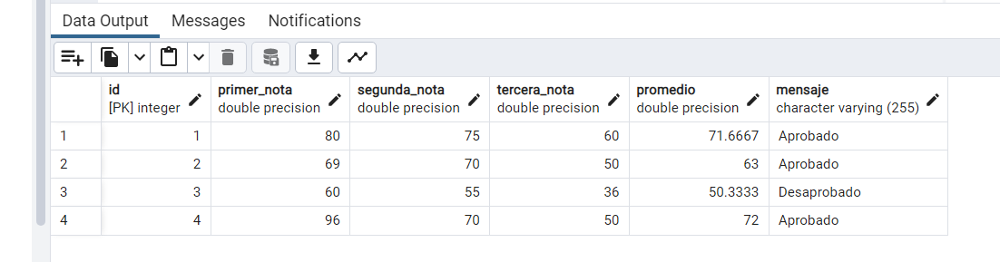 Data Output Messages Notifications
id primer_nota segunda_nota tercera_nota promedio mensaje
[PK] integer double precision double precision double precision double precision character varying (255)
1 1 80 75 60 71.6667 Aprobado
2 2 69 70 50 63 Aprobado
3 3 60 55 36 50.3333 Desaprobado
4 4 96 70 50 72 Aprobado